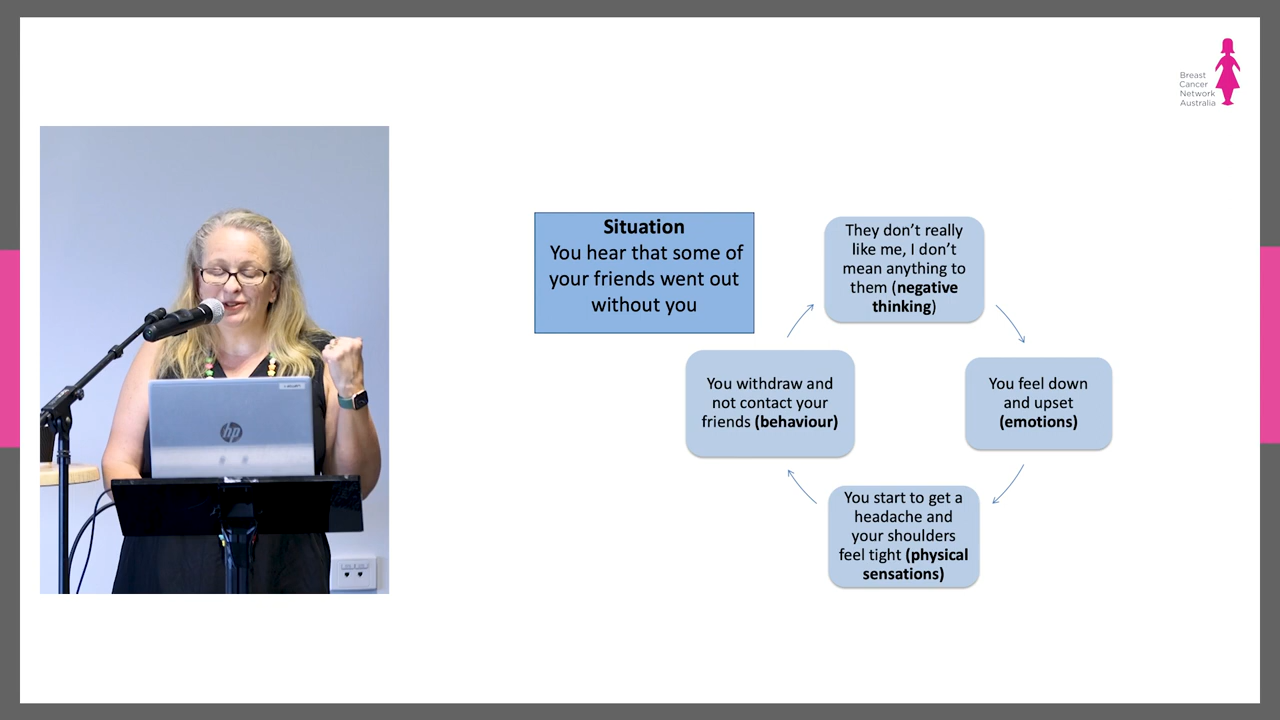 Breast
Cancer
Network
Australia
Situation
You hear that some of
your friends went out
without you
They don't really
like me, I don't
mean anything to
them (negative
thinking)
You feel down
and upset
(emotions)
You start to get a
headache and
your shoulders
feel tight (physical
sensations)
You withdraw and
not contact your
friends (behaviour)
hp